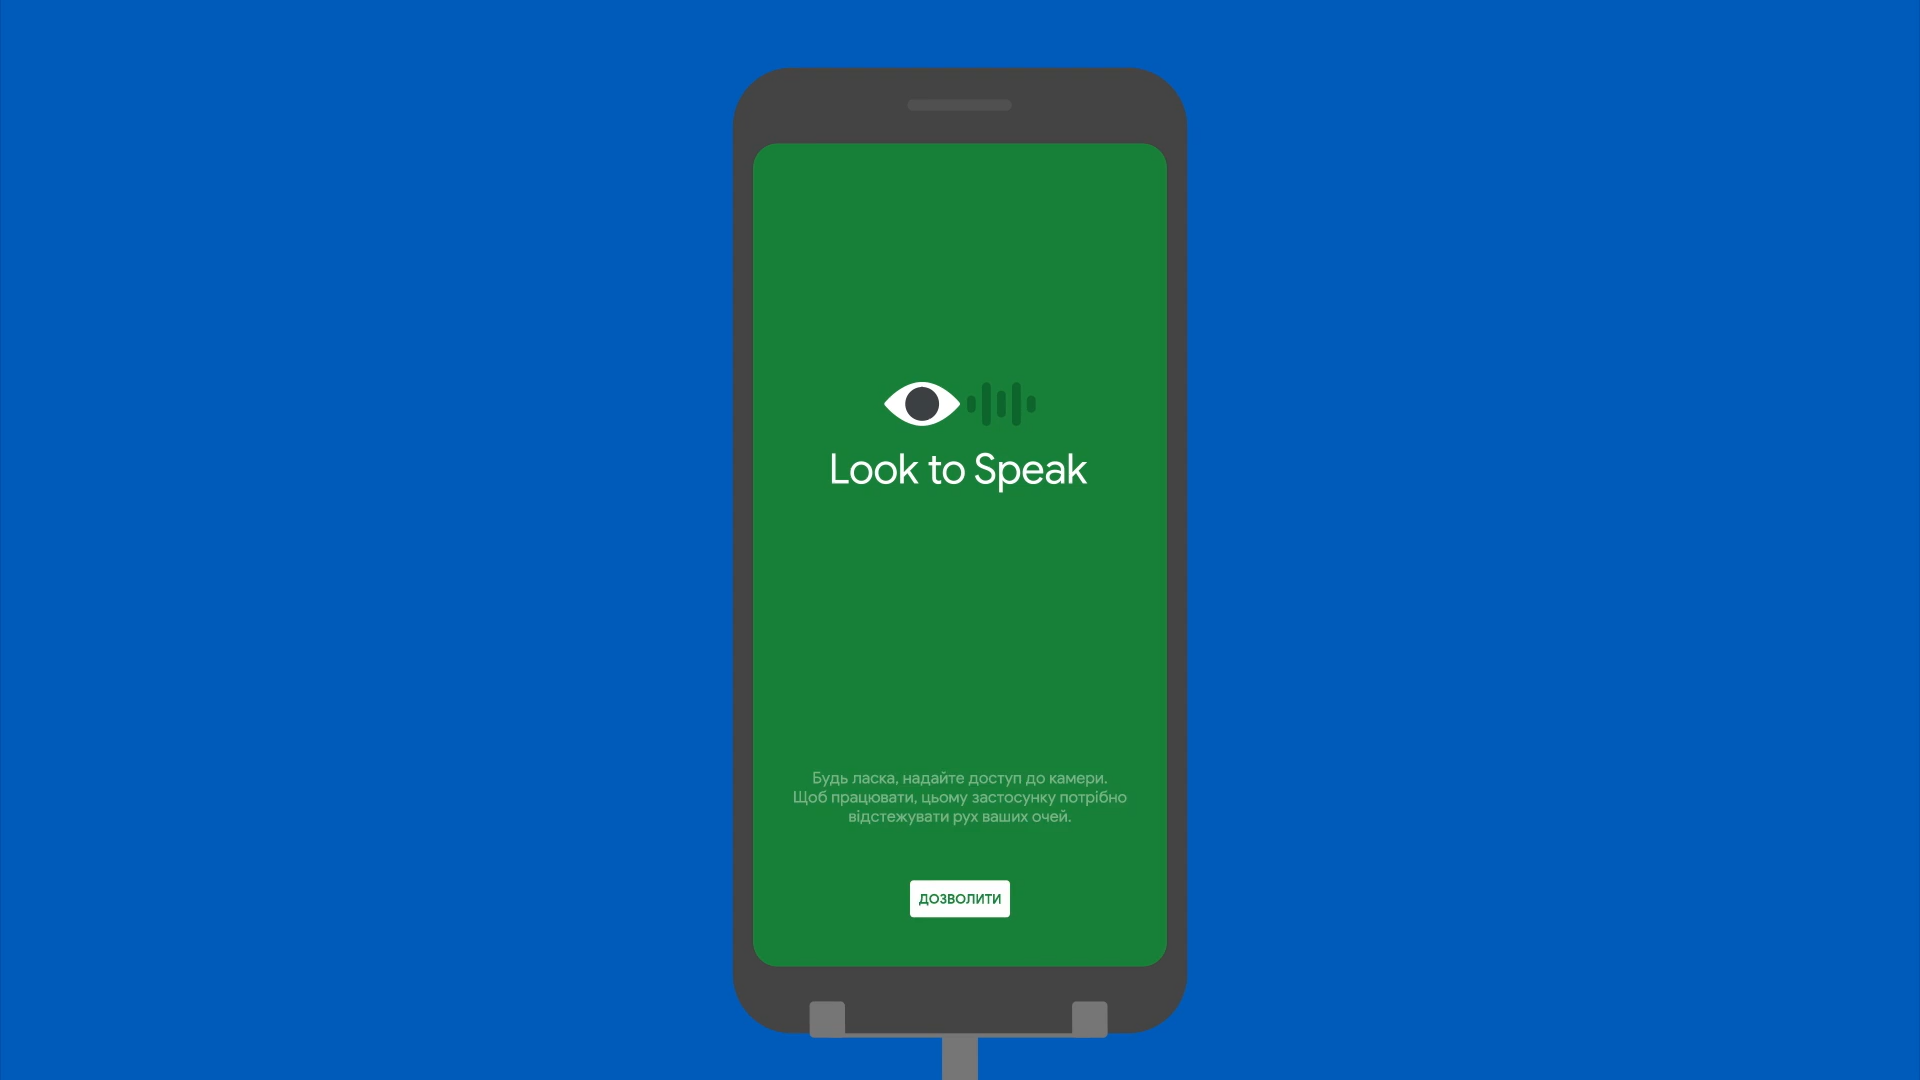 Look to Speak
Будь ласка, надайте доступ до камери.
Щоб працювати, цьому застосунку потрібно
відстежувати рух ваших очей.
ДОЗВОЛИТИ